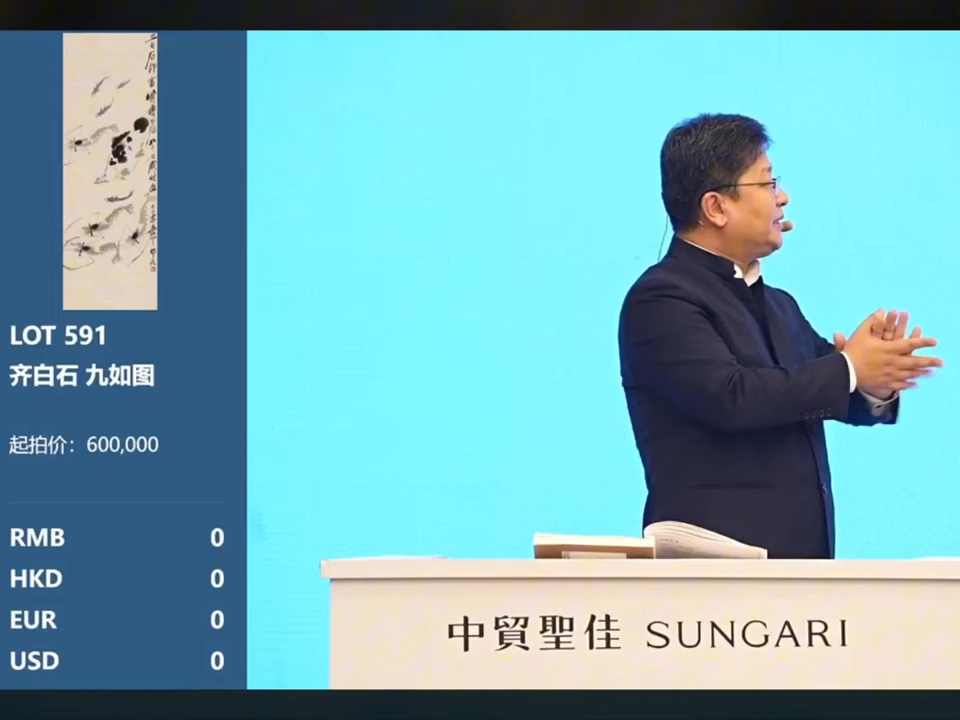 LOT 591
齐白石 九如图
起拍价：600,000
RMB 0
HKD 0
EUR 0
USD 0
中貿聖佳 SUNGARI